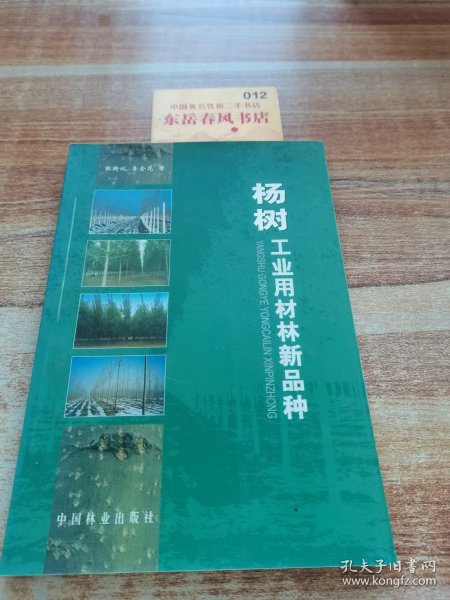 012
中国著名优质二手书店
东岳春风书店
张绮纹、李金花 著
杨树
工业用材林新品种
YANGSHU GONGYE YONGCAILIN XINPINZHONG
中国林业出版社
孔夫子旧书网
www.kongfz.com